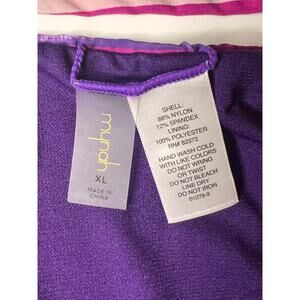 mynah
XL
MADE IN
CHINA
SHELL:
88% NYLON
12% SPANDEX
LINING:
100% POLYESTER
RN# 82372
HAND WASH COLD
WITH LIKE COLORS
DO NOT WRING
OR TWIST
DO NOT BLEACH
LINE DRY
DO NOT IRON
01279-9